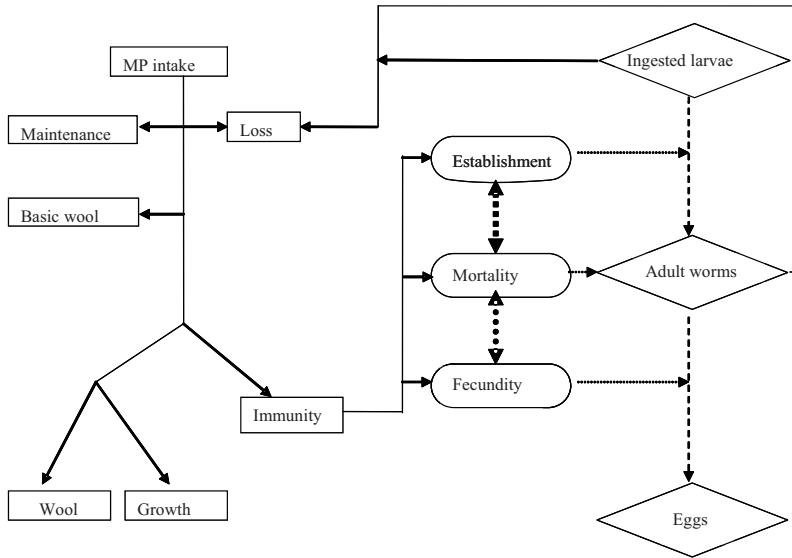 MP intake
Ingested larvae
Maintenance
Loss
Establishment
Basic wool
Mortality
Adult worms
Fecundity
Immunity
Wool
Growth
Eggs